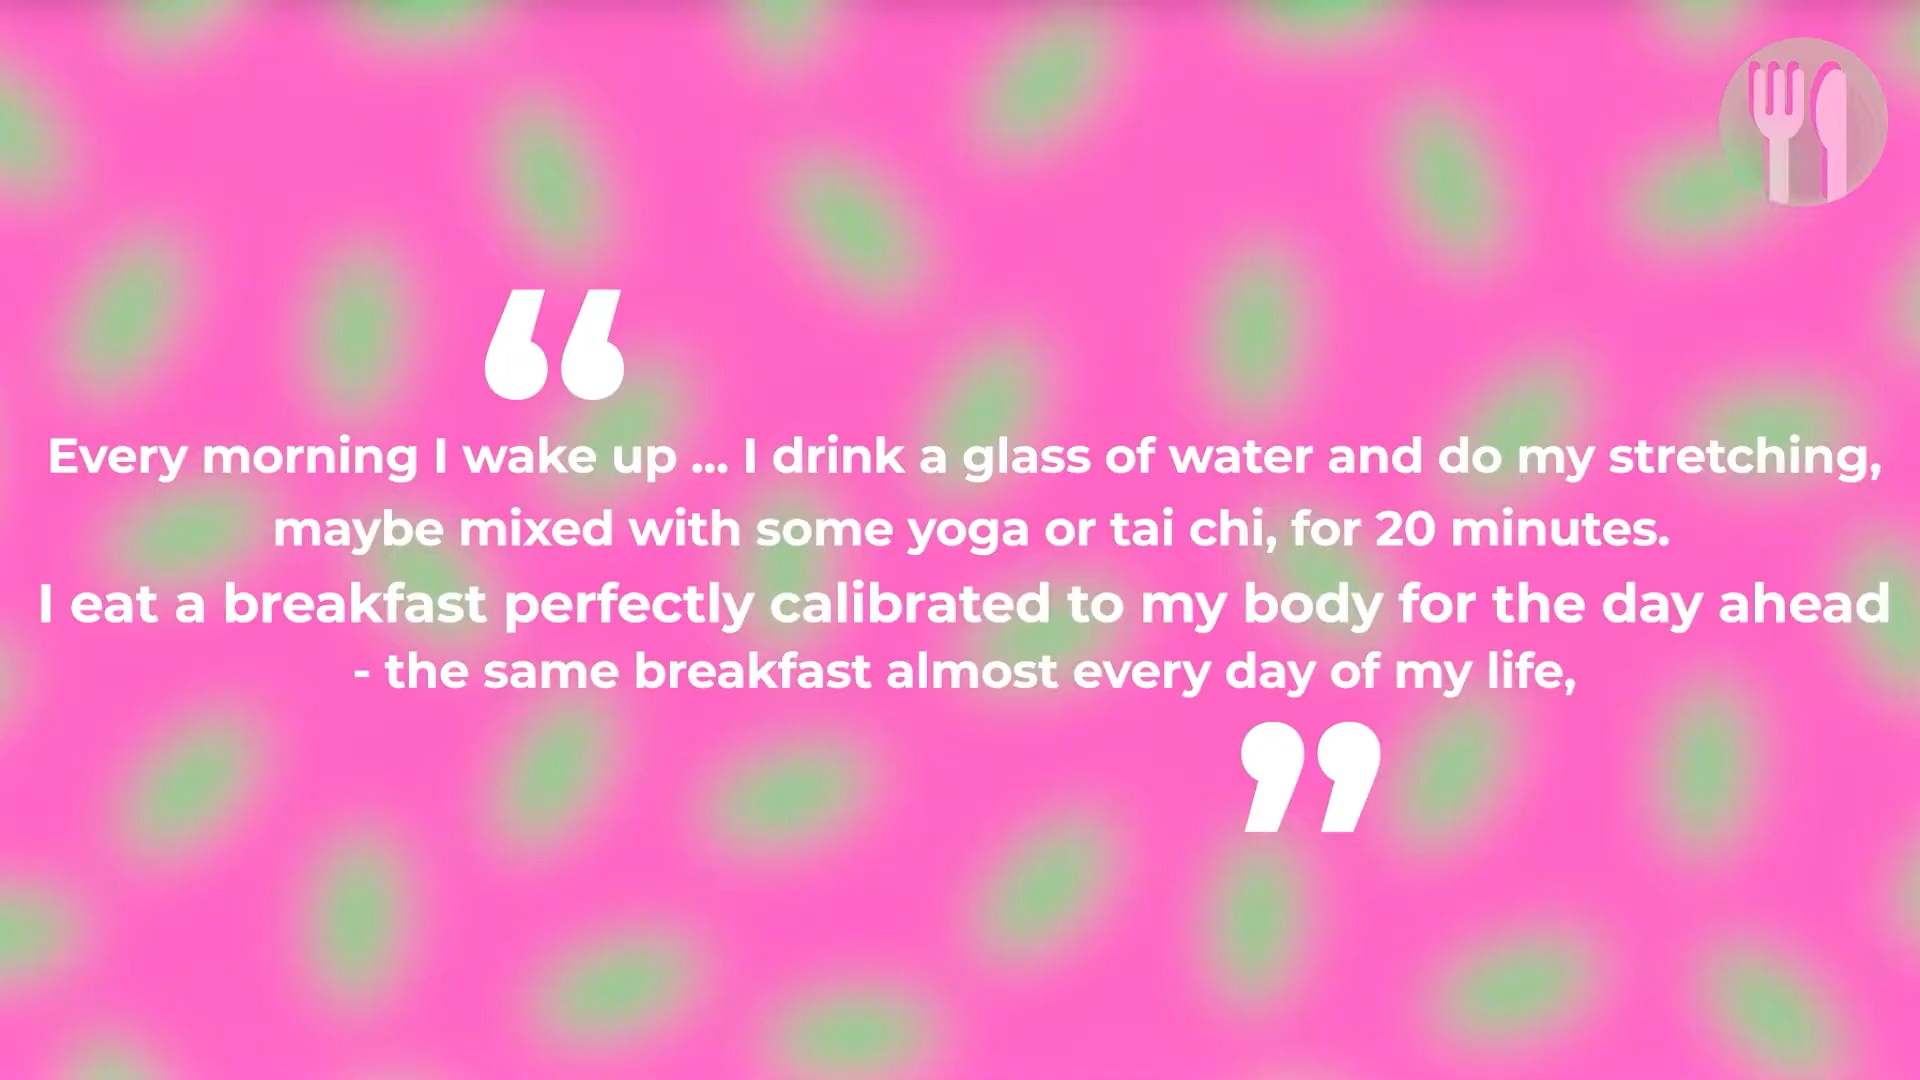 “
Every morning I wake up ... I drink a glass of water and do my stretching,
maybe mixed with some yoga or tai chi, for 20 minutes.
I eat a breakfast perfectly calibrated to my body for the day ahead
- the same breakfast almost every day of my life,
”